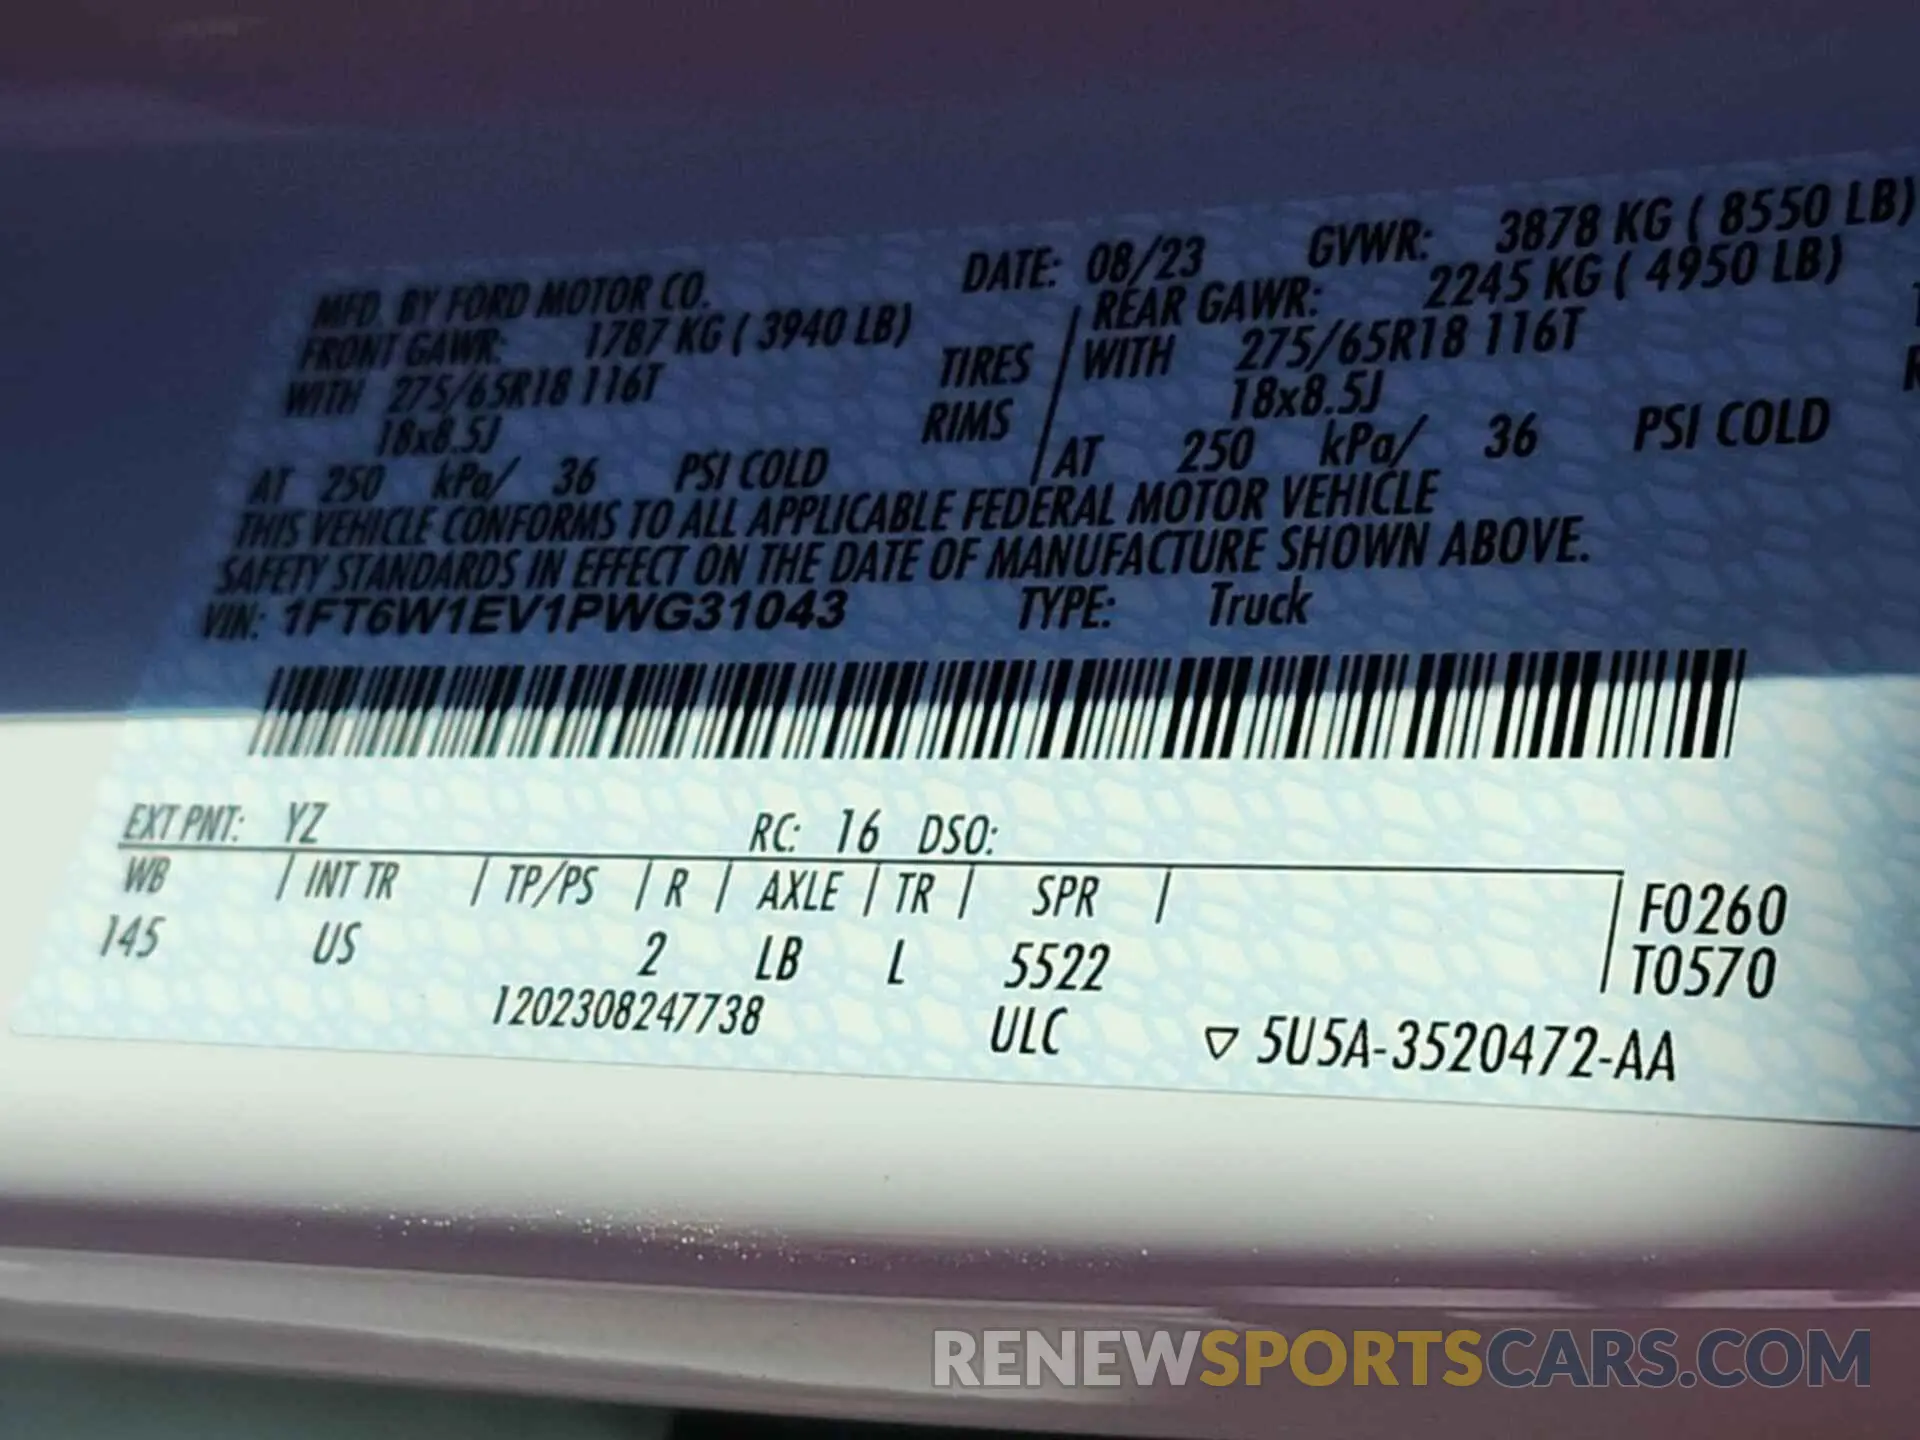 MFD. BY FORD MOTOR CO. DATE: 08/23 GVWR: 3878 KG ( 8550 LB)
FRONT GAWR: 1787 KG ( 3940 LB) REAR GAWR: 2245 KG ( 4950 LB)
WITH 275/65R18 116T TIRES WITH 275/65R18 116T
18x8.5J RIMS 18x8.5J
AT 250 kPa/ 36 PSI COLD AT 250 kPa/ 36 PSI COLD
THIS VEHICLE CONFORMS TO ALL APPLICABLE FEDERAL MOTOR VEHICLE
SAFETY STANDARDS IN EFFECT ON THE DATE OF MANUFACTURE SHOWN ABOVE.
VIN: 1FT6W1EV1PWG31043 TYPE: Truck
EXT PNT: YZ RC: 16 DSO:
WB | INT TR | TP/PS | R | AXLE | TR | SPR | F0260
145 US 2 LB L 5522 T0570
1202308247738 ULC ▽ 5U5A-3520472-AA
RENEWSPORTSCARS.COM